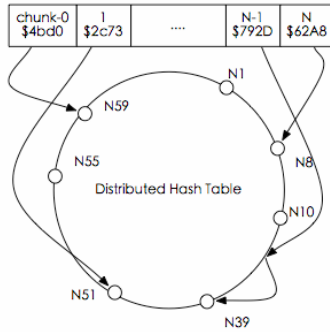 chunk-0 1 .... N-1 N
$4bd0 $2c73 $792D $62A8
N1
N59
N8
N55
Distributed Hash Table
N10
N51
N39